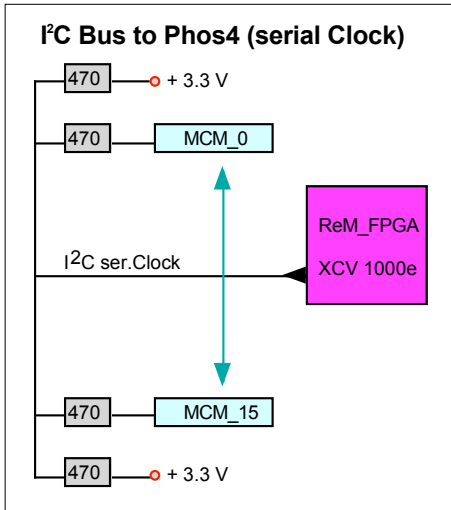 I²C Bus to Phos4 (serial Clock)
470 + 3.3 V
470 MCM_0
ReM_FPGA
I²C ser.Clock XCV 1000e
470 MCM_15
470 + 3.3 V